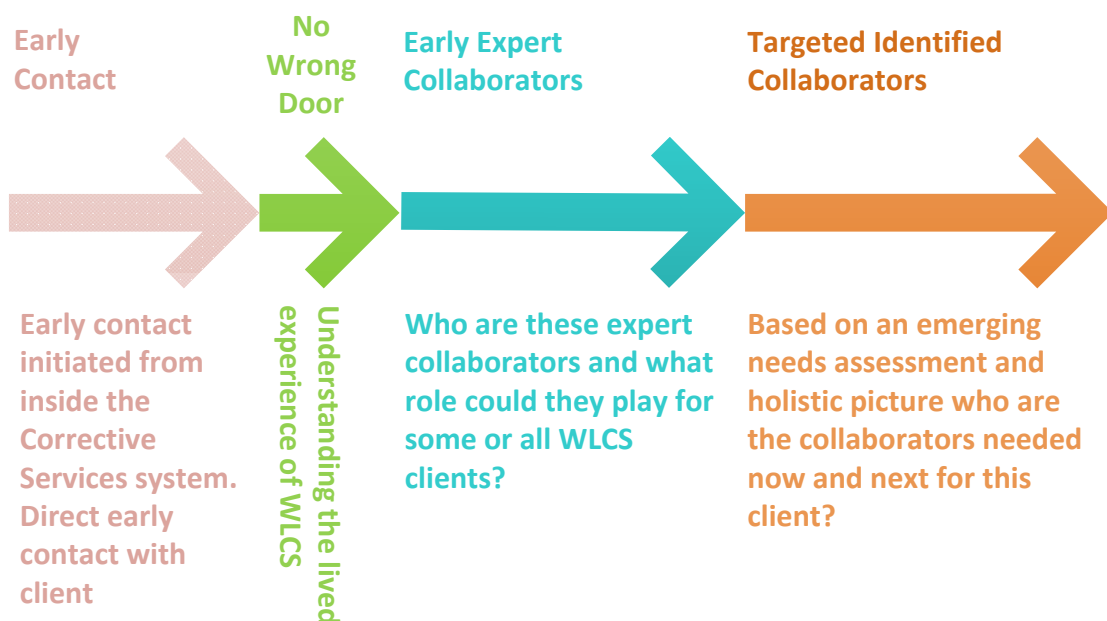 Early
Contact
No
Wrong
Door
Early Expert
Collaborators
Targeted Identified
Collaborators
Early contact
initiated from
inside the
Corrective
Services system.
Direct early
contact with
client
Understanding the lived
experience of WLCS
Who are these expert
collaborators and what
role could they play for
some or all WLCS
clients?
Based on an emerging
needs assessment and
holistic picture who are
the collaborators needed
now and next for this
client?